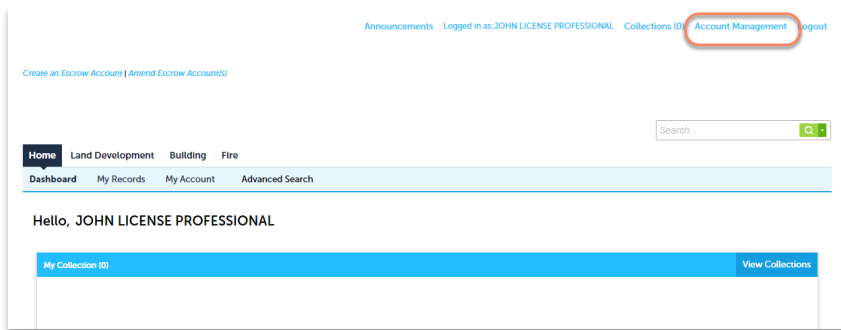 Announcements Logged in as:JOHN LICENSE PROFESSIONAL Collections (0) Account Management Logout
Create an Escrow Account | Amend Escrow Account(s)
Search...
Home Land Development Building Fire
Dashboard My Records My Account Advanced Search
Hello, JOHN LICENSE PROFESSIONAL
My Collection (0) View Collections